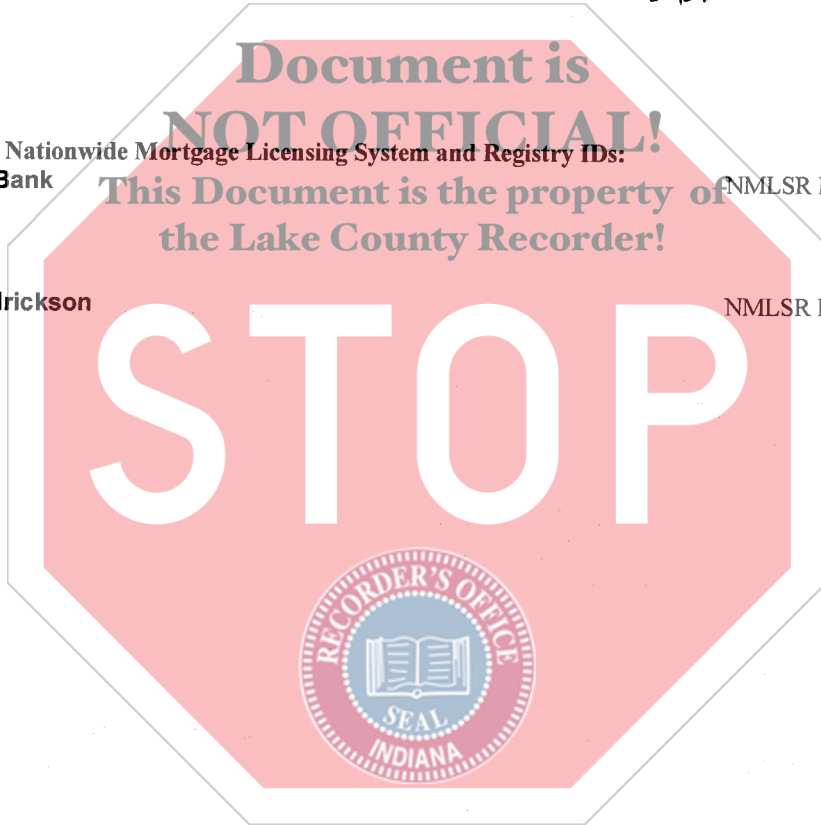 Document is
NOT OFFICIAL!
Nationwide Mortgage Licensing System and Registry IDs:
Bank
This Document is the property of
NMLSR
the Lake County Recorder!
drickson
NMLSR
STOP
RECORDER'S OFFICE
SEAL
INDIANA